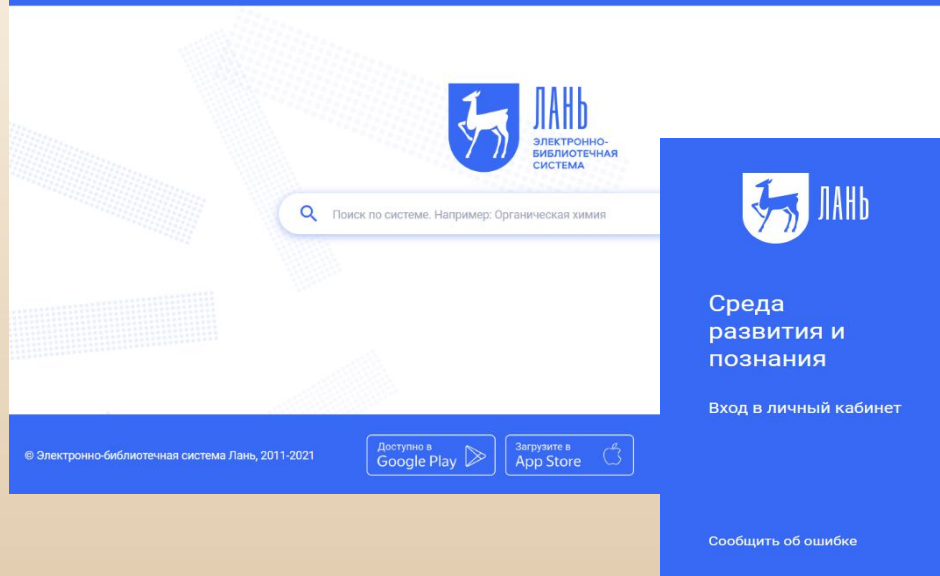 ЛАНЬ
ЭЛЕКТРОННО-
БИБЛИОТЕЧНАЯ
СИСТЕМА
Поиск по системе. Например: Органическая химия
© Электронно-библиотечная система Лань, 2011-2021
Доступно в
Google Play
Загрузите в
App Store
ЛАНЬ
Среда
развития и
познания
Вход в личный кабинет
Сообщить об ошибке